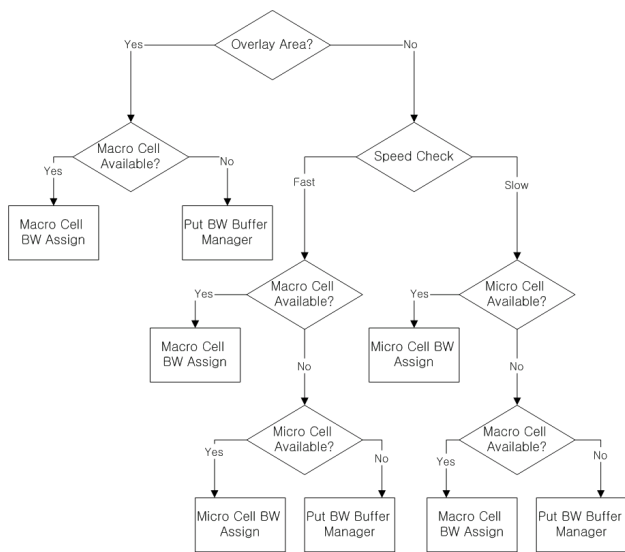 Overlay Area?
Yes
No
Macro Cell
Available?
Speed Check
Yes
No
Fast
Slow
Macro Cell
BW Assign
Put BW Buffer
Manager
Macro Cell
Available?
Micro Cell
Available?
Yes
Yes
Macro Cell
BW Assign
Micro Cell BW
Assign
No
No
Micro Cell
Available?
Macro Cell
Available?
Yes
No
Yes
No
Micro Cell BW
Assign
Put BW Buffer
Manager
Macro Cell
BW Assign
Put BW Buffer
Manager